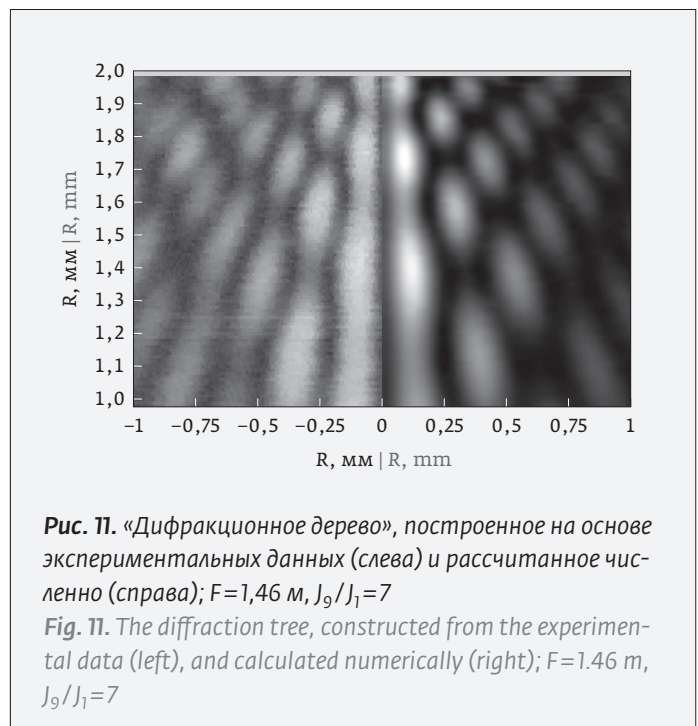 2,0
1,9
1,8
1,7
1,6
1,5
1,4
1,3
1,2
1,1
1,0
R, мм | R, mm
−1 −0,75 −0,5 −0,25 0 0,25 0,5 0,75 1
R, мм | R, mm
Рис. 11. «Дифракционное дерево», построенное на основе
экспериментальных данных (слева) и рассчитанное чис-
ленно (справа); F=1,46 м, J₉/J₁=7
Fig. 11. The diffraction tree, constructed from the experimen-
tal data (left), and calculated numerically (right); F=1.46 m,
J₉/J₁=7